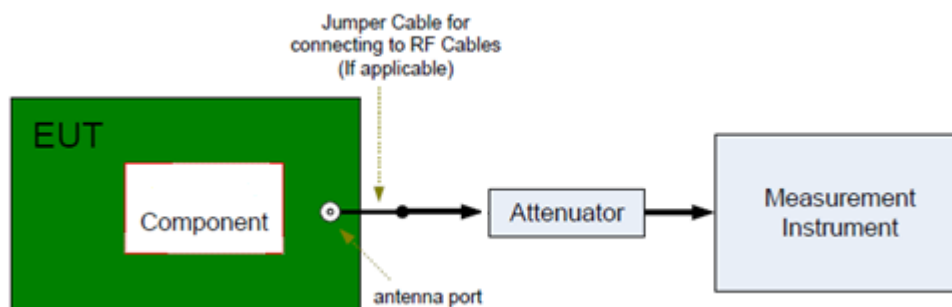 Jumper Cable for
connecting to RF Cables
(If applicable)
EUT
Component
antenna port
Attenuator
Measurement
Instrument